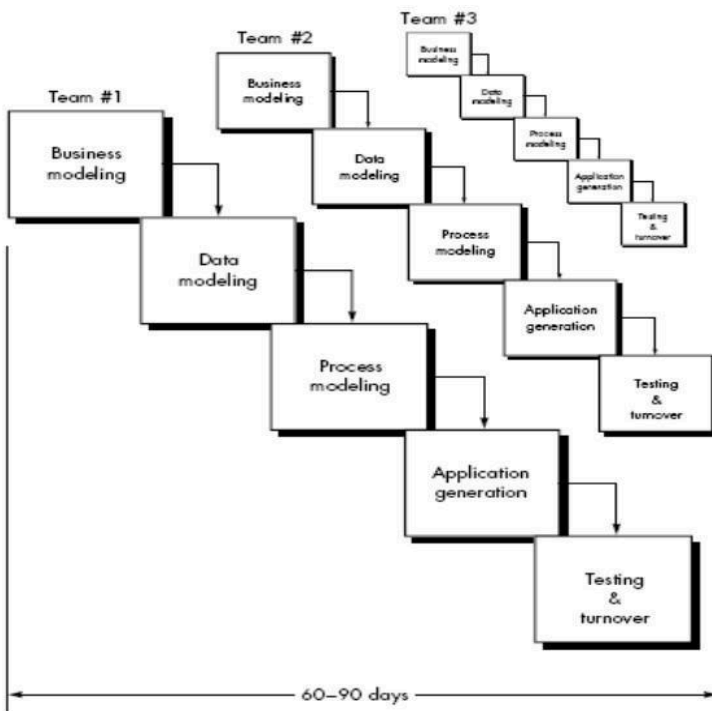 Team #1
Business
modeling
Data
modeling
Process
modeling
Application
generation
Testing
&
turnover
Team #2
Business
modeling
Data
modeling
Process
modeling
Application
generation
Testing
&
turnover
Team #3
Business
modeling
Data
modeling
Process
modeling
Application
generation
Testing
&
turnover
60–90 days